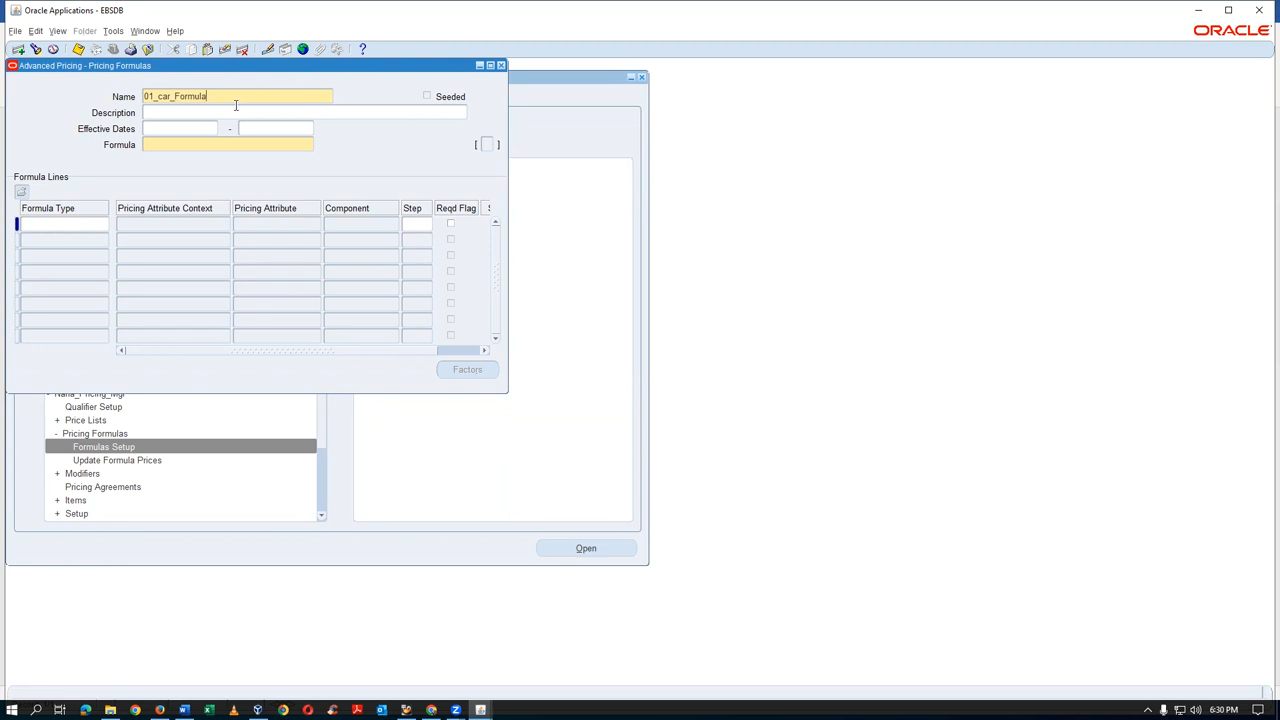 Oracle Applications - EBSDB
File Edit View Folder Tools Window Help
ORACLE
Advanced Pricing - Pricing Formulas
Name 01_car_Formula Seeded
Description
Effective Dates -
Formula [ ]
Formula Lines
Formula Type Pricing Attribute Context Pricing Attribute Component Step Reqd Flag
Factors
Nana_Pricing_Mgr
Qualifier Setup
+ Price Lists
- Pricing Formulas
Formulas Setup
Update Formula Prices
+ Modifiers
Pricing Agreements
+ Items
+ Setup
Open
6:30 PM